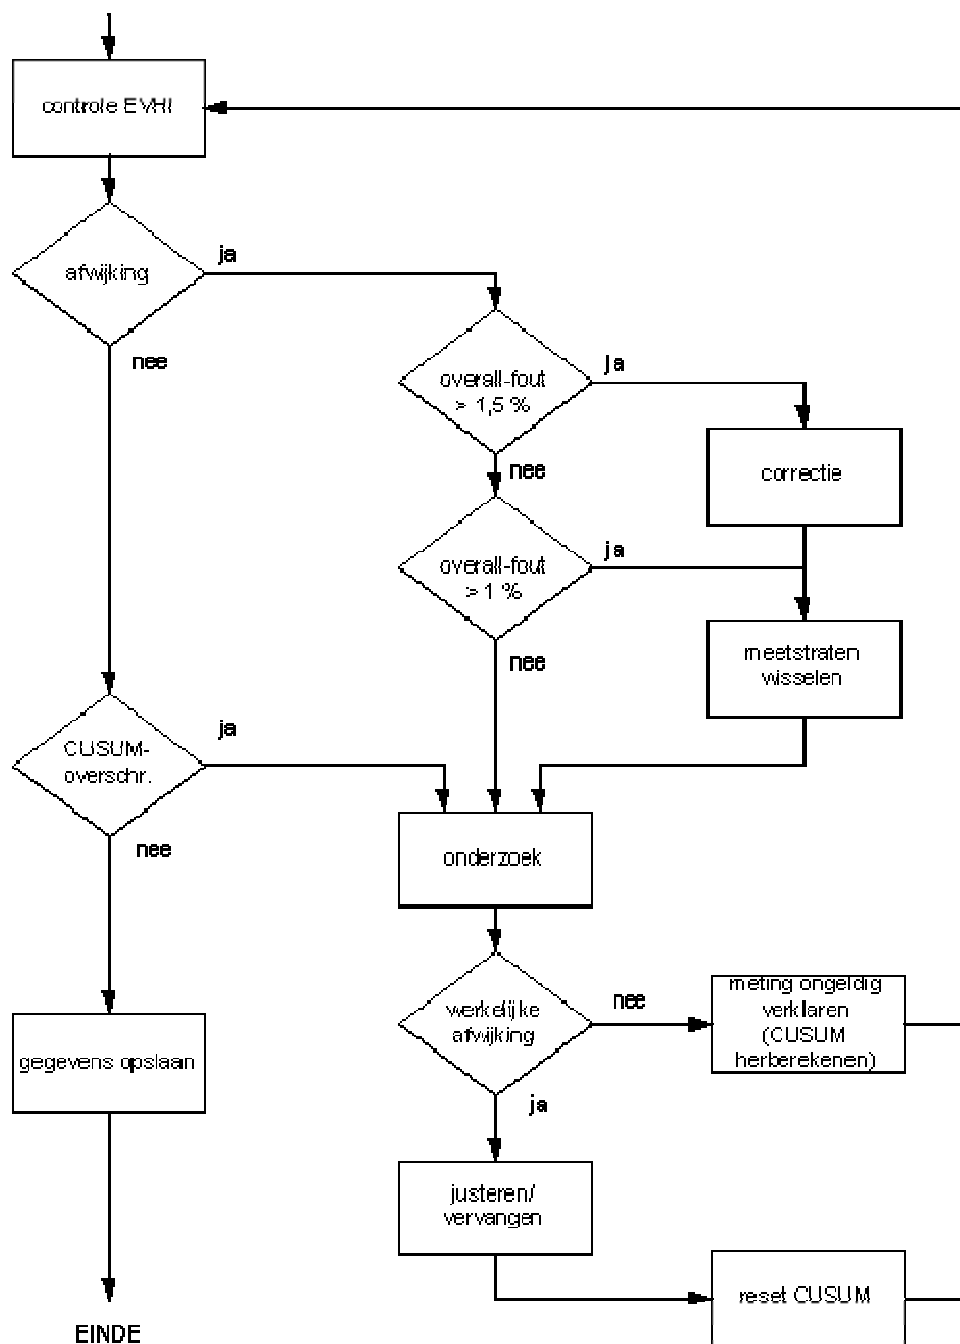 controle EVHI
afwijking
ja
nee
overall-fout
> 1,5 %
ja
nee
correctie
overall-fout
> 1 %
ja
nee
meetstraten
wisselen
CUSUM-
overschr.
ja
nee
onderzoek
werkelijke
afwijking
nee
ja
meting ongeldig
verklaren
(CUSUM
herberekenen)
gegevens opslaan
justeren/
vervangen
reset CUSUM
EINDE